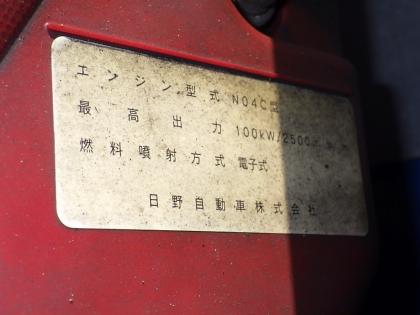 エンジン型式 N04C型
最高出力 100kW/2500
燃料噴射方式 電子式
日野自動車株式会社